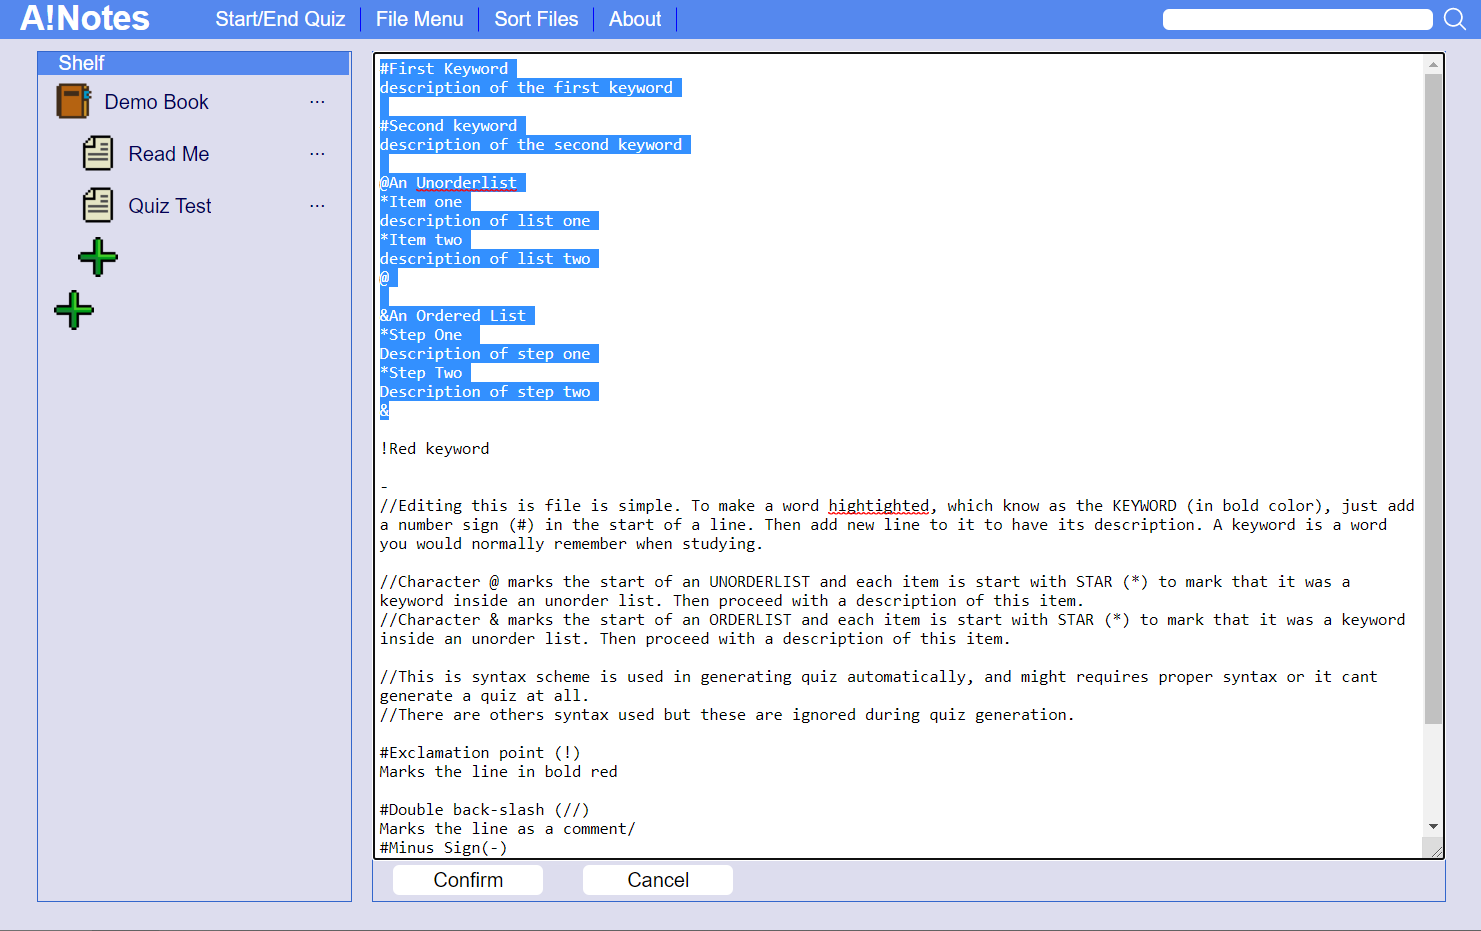 A!Notes
Start/End Quiz
File Menu
Sort Files
About
Shelf
Demo Book
...
Read Me
...
Quiz Test
...
#First Keyword
description of the first keyword
#Second keyword
description of the second keyword
@An Unorderlist
*Item one
description of list one
*Item two
description of list two
@
&An Ordered List
*Step One
Description of step one
*Step Two
Description of step two
&
!Red keyword
-
//Editing this is file is simple. To make a word hightighted, which know as the KEYWORD (in bold color), just add
a number sign (#) in the start of a line. Then add new line to it to have its description. A keyword is a word
you would normally remember when studying.
//Character @ marks the start of an UNORDERLIST and each item is start with STAR (*) to mark that it was a
keyword inside an unorder list. Then proceed with a description of this item.
//Character & marks the start of an ORDERLIST and each item is start with STAR (*) to mark that it was a keyword
inside an unorder list. Then proceed with a description of this item.
//This is syntax scheme is used in generating quiz automatically, and might requires proper syntax or it cant
generate a quiz at all.
//There are others syntax used but these are ignored during quiz generation.
#Exclamation point (!)
Marks the line in bold red
#Double back-slash (//)
Marks the line as a comment/
#Minus Sign(-)
Confirm
Cancel